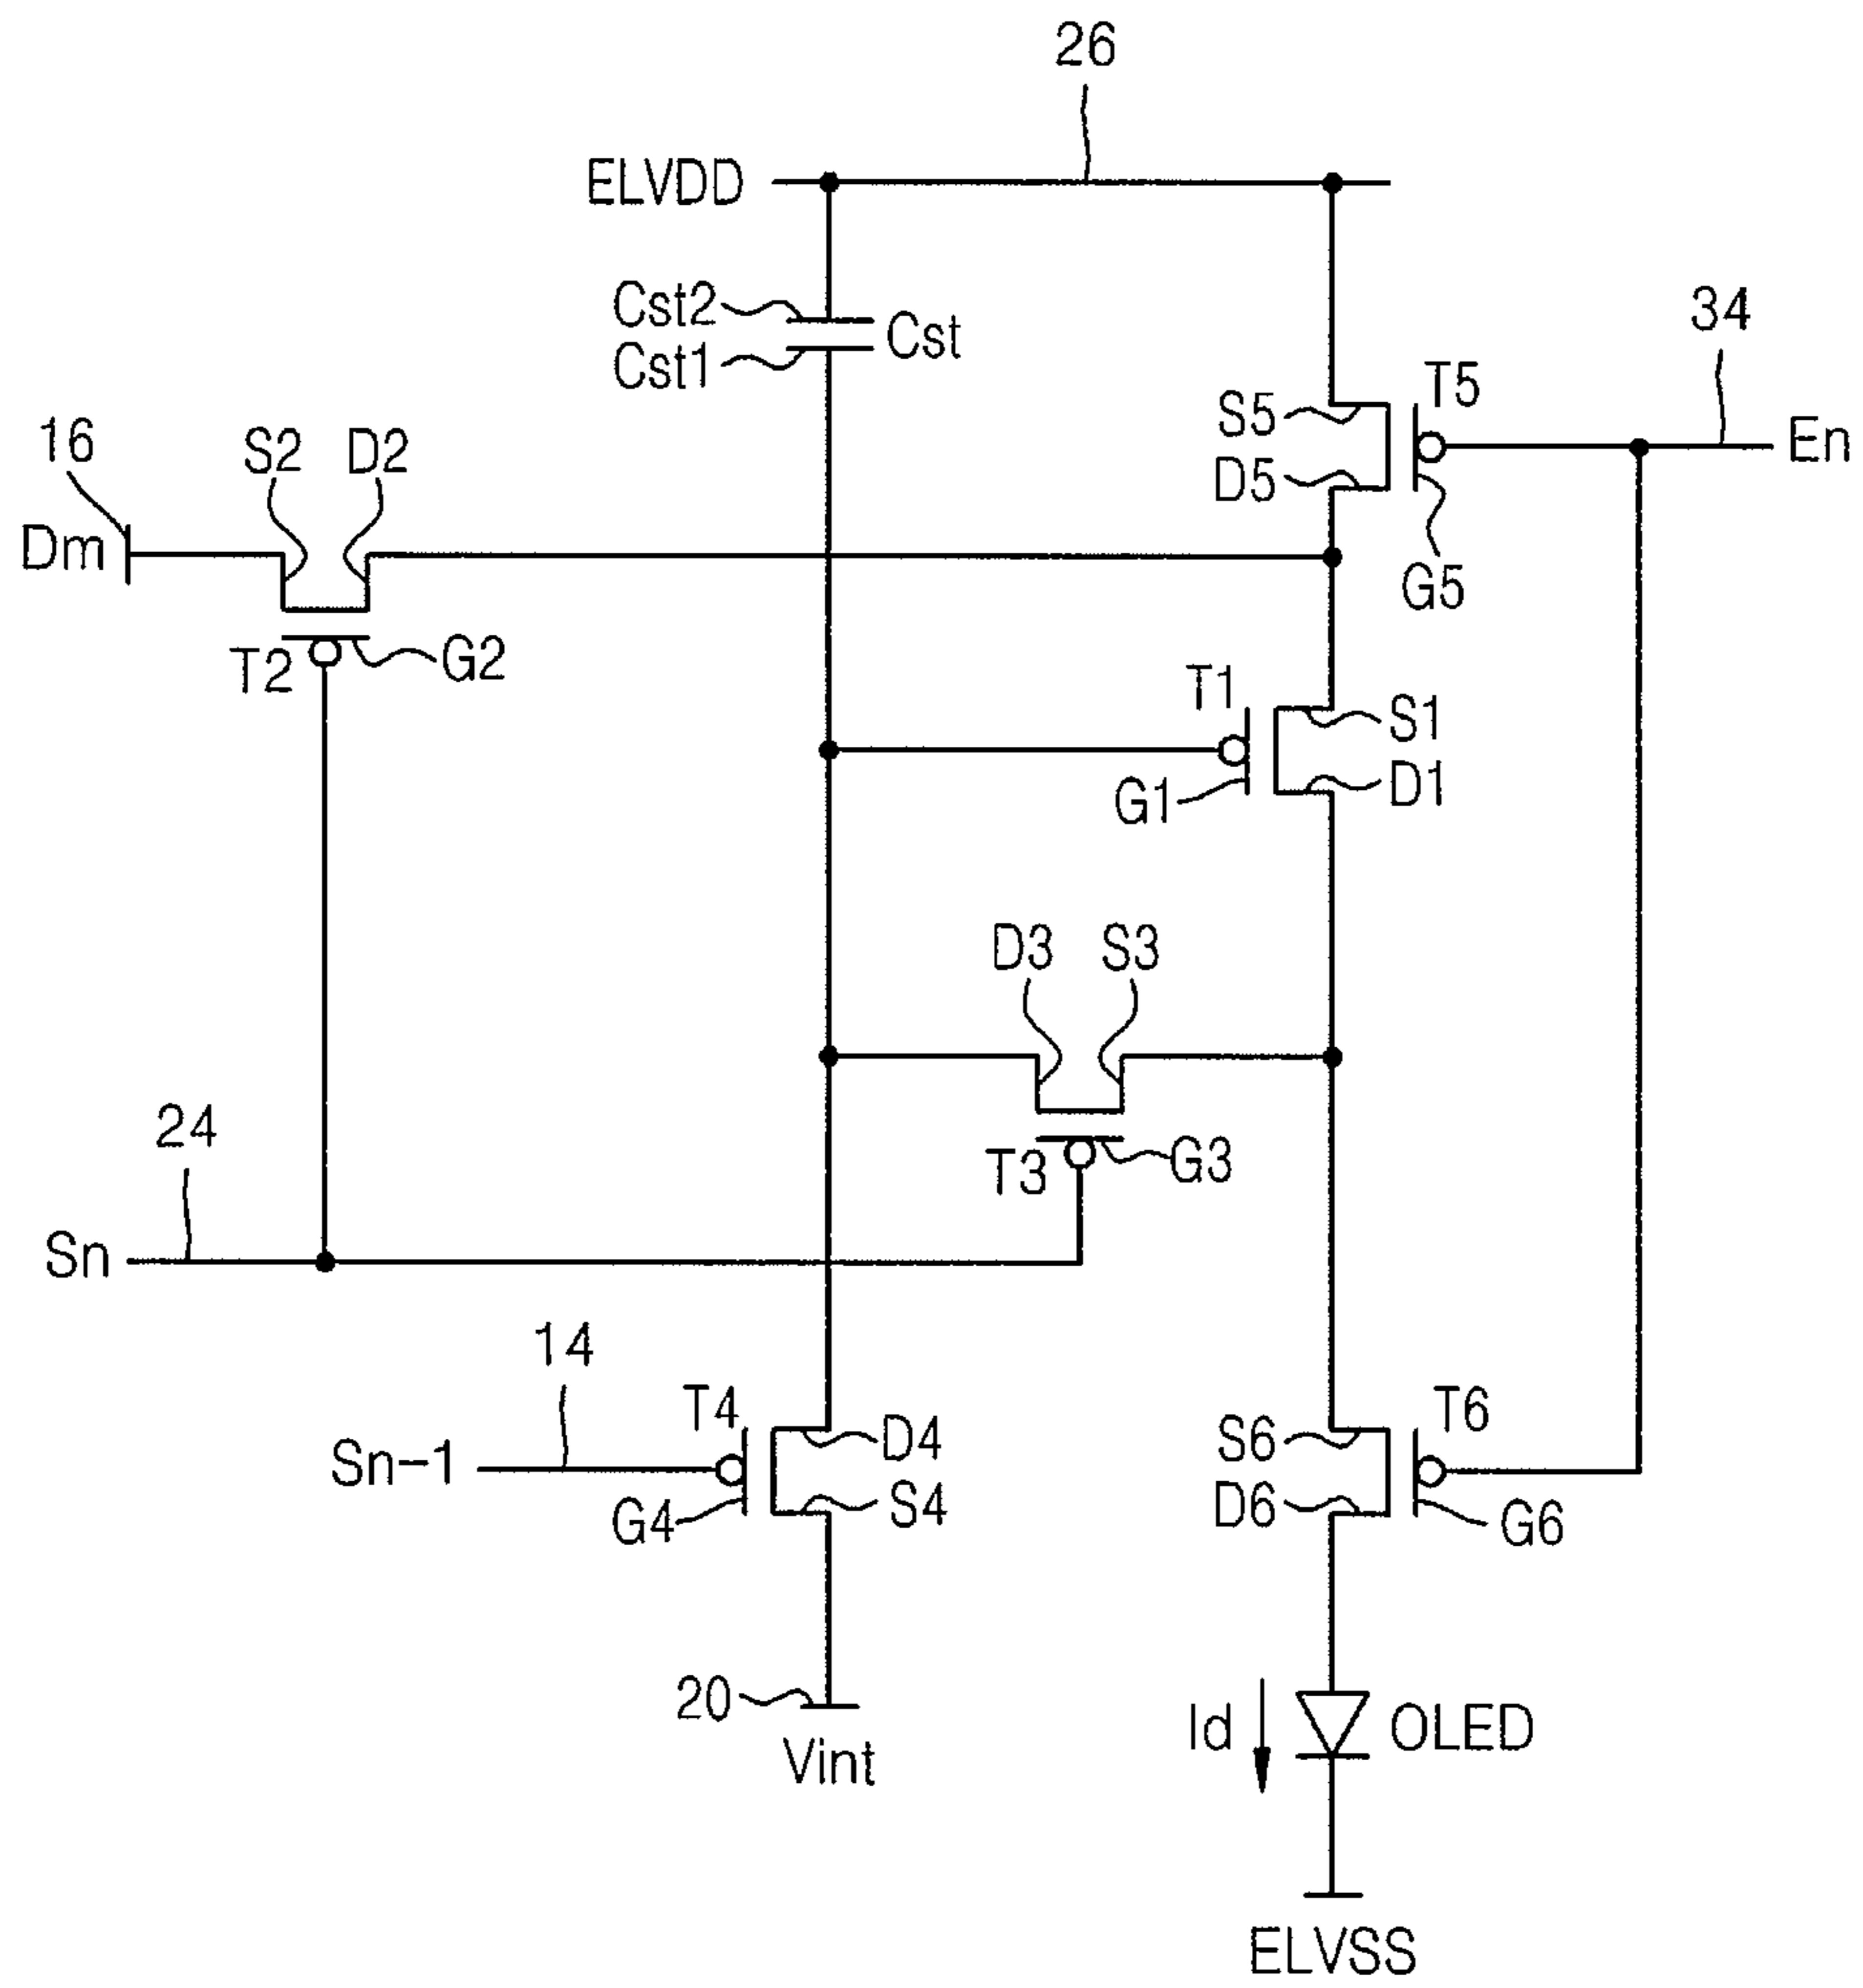 26
ELVDD
Cst2
Cst
Cst1
34
T5
S5
En
D5
G5
16
S2
D2
Dm
T2
G2
T1
S1
G1
D1
D3
S3
24
T3
G3
Sn
14
T4
D4
Sn-1
G4
S4
T6
S6
D6
G6
20
Vint
Id
OLED
ELVSS